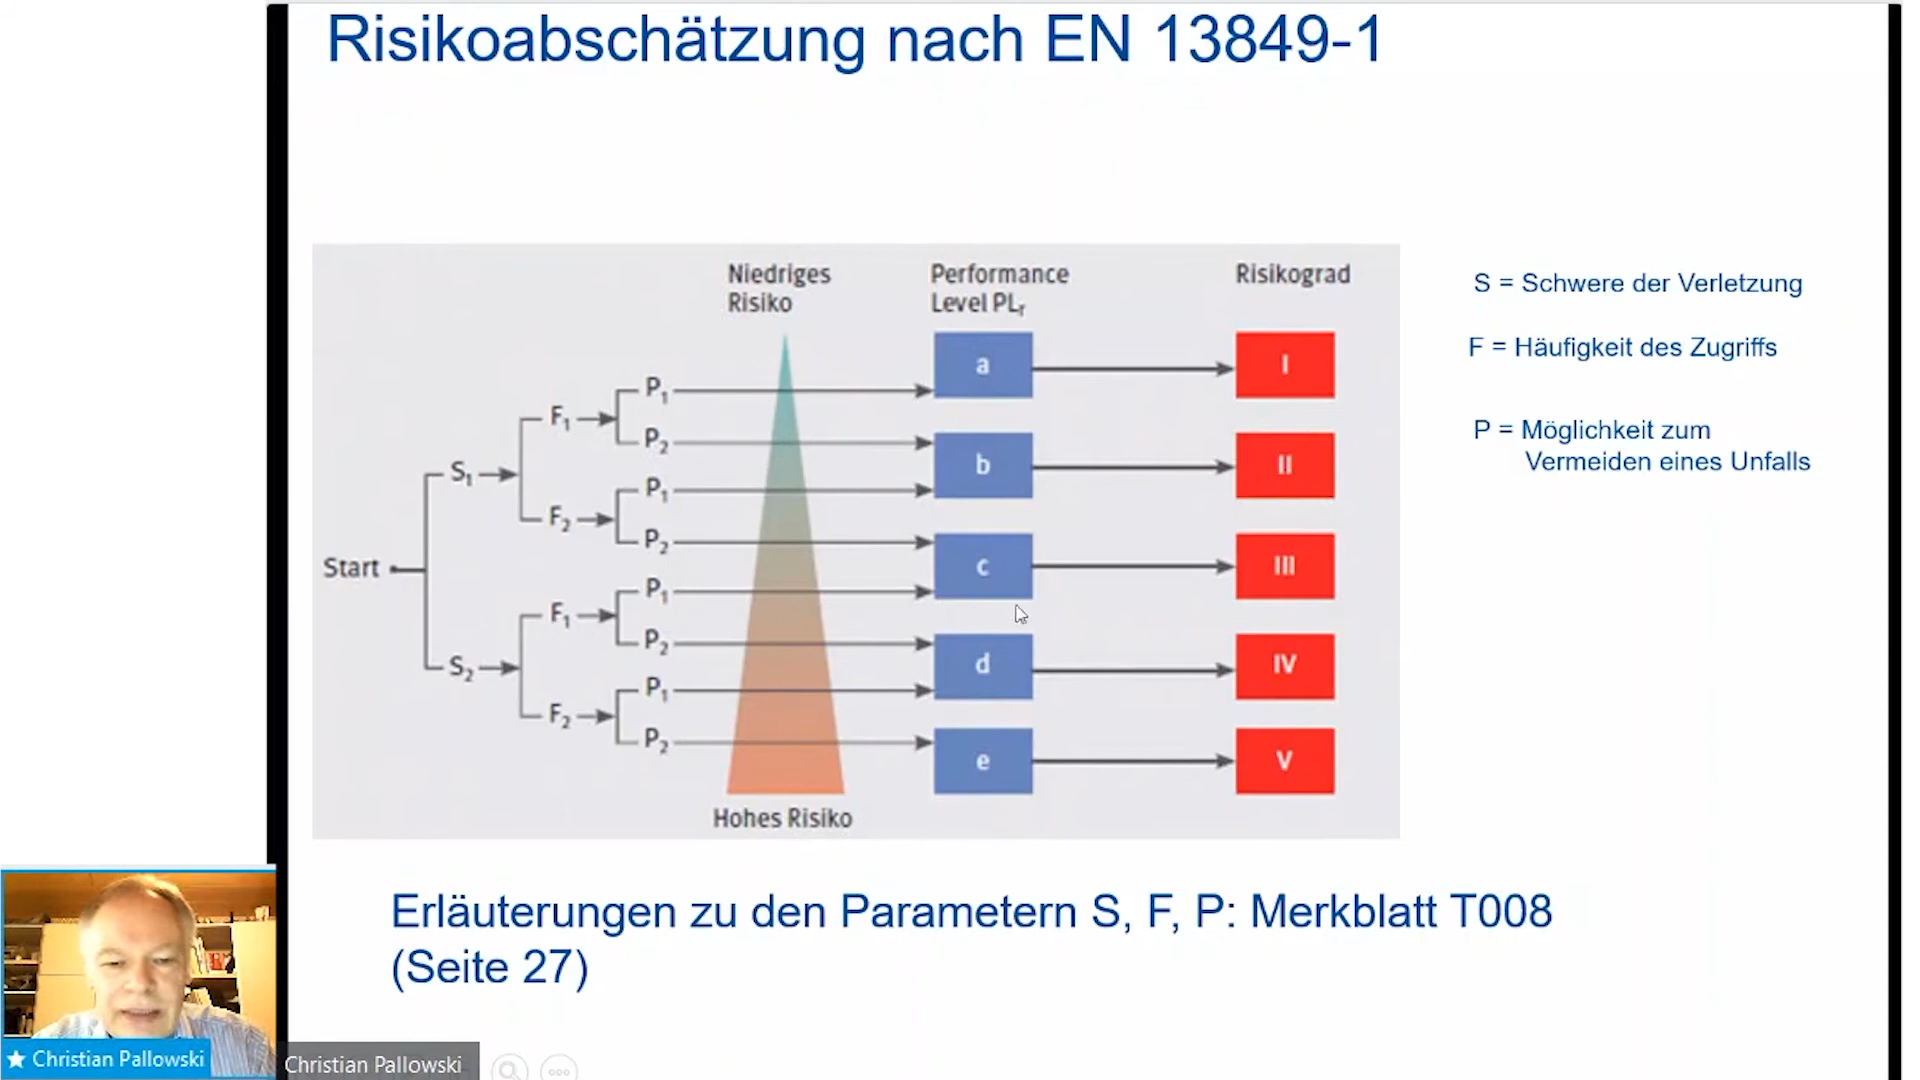 Risikoabschätzung nach EN 13849-1
Niedriges
Risiko
Performance
Level PLr
Risikograd
S = Schwere der Verletzung
F = Häufigkeit des Zugriffs
P = Möglichkeit zum
Vermeiden eines Unfalls
a
I
P1
F1
P2
b
II
S1
P1
F2
P2
c
III
Start
P1
F1
P2
d
IV
S2
P1
F2
P2
e
V
Hohes Risiko
Erläuterungen zu den Parametern S, F, P: Merkblatt T008
(Seite 27)
Christian Pallowski
Christian Pallowski